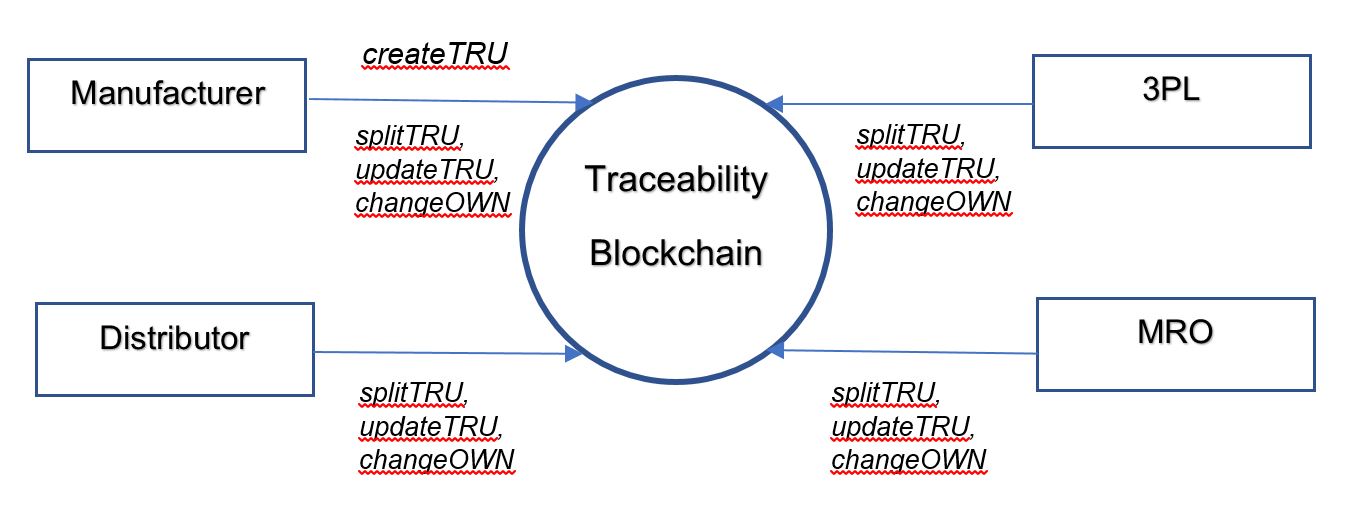 createTRU
Manufacturer
3PL
splitTRU,
updateTRU,
changeOWN
splitTRU,
updateTRU,
changeOWN
Traceability
Blockchain
Distributor
MRO
splitTRU,
updateTRU,
changeOWN
splitTRU,
updateTRU,
changeOWN